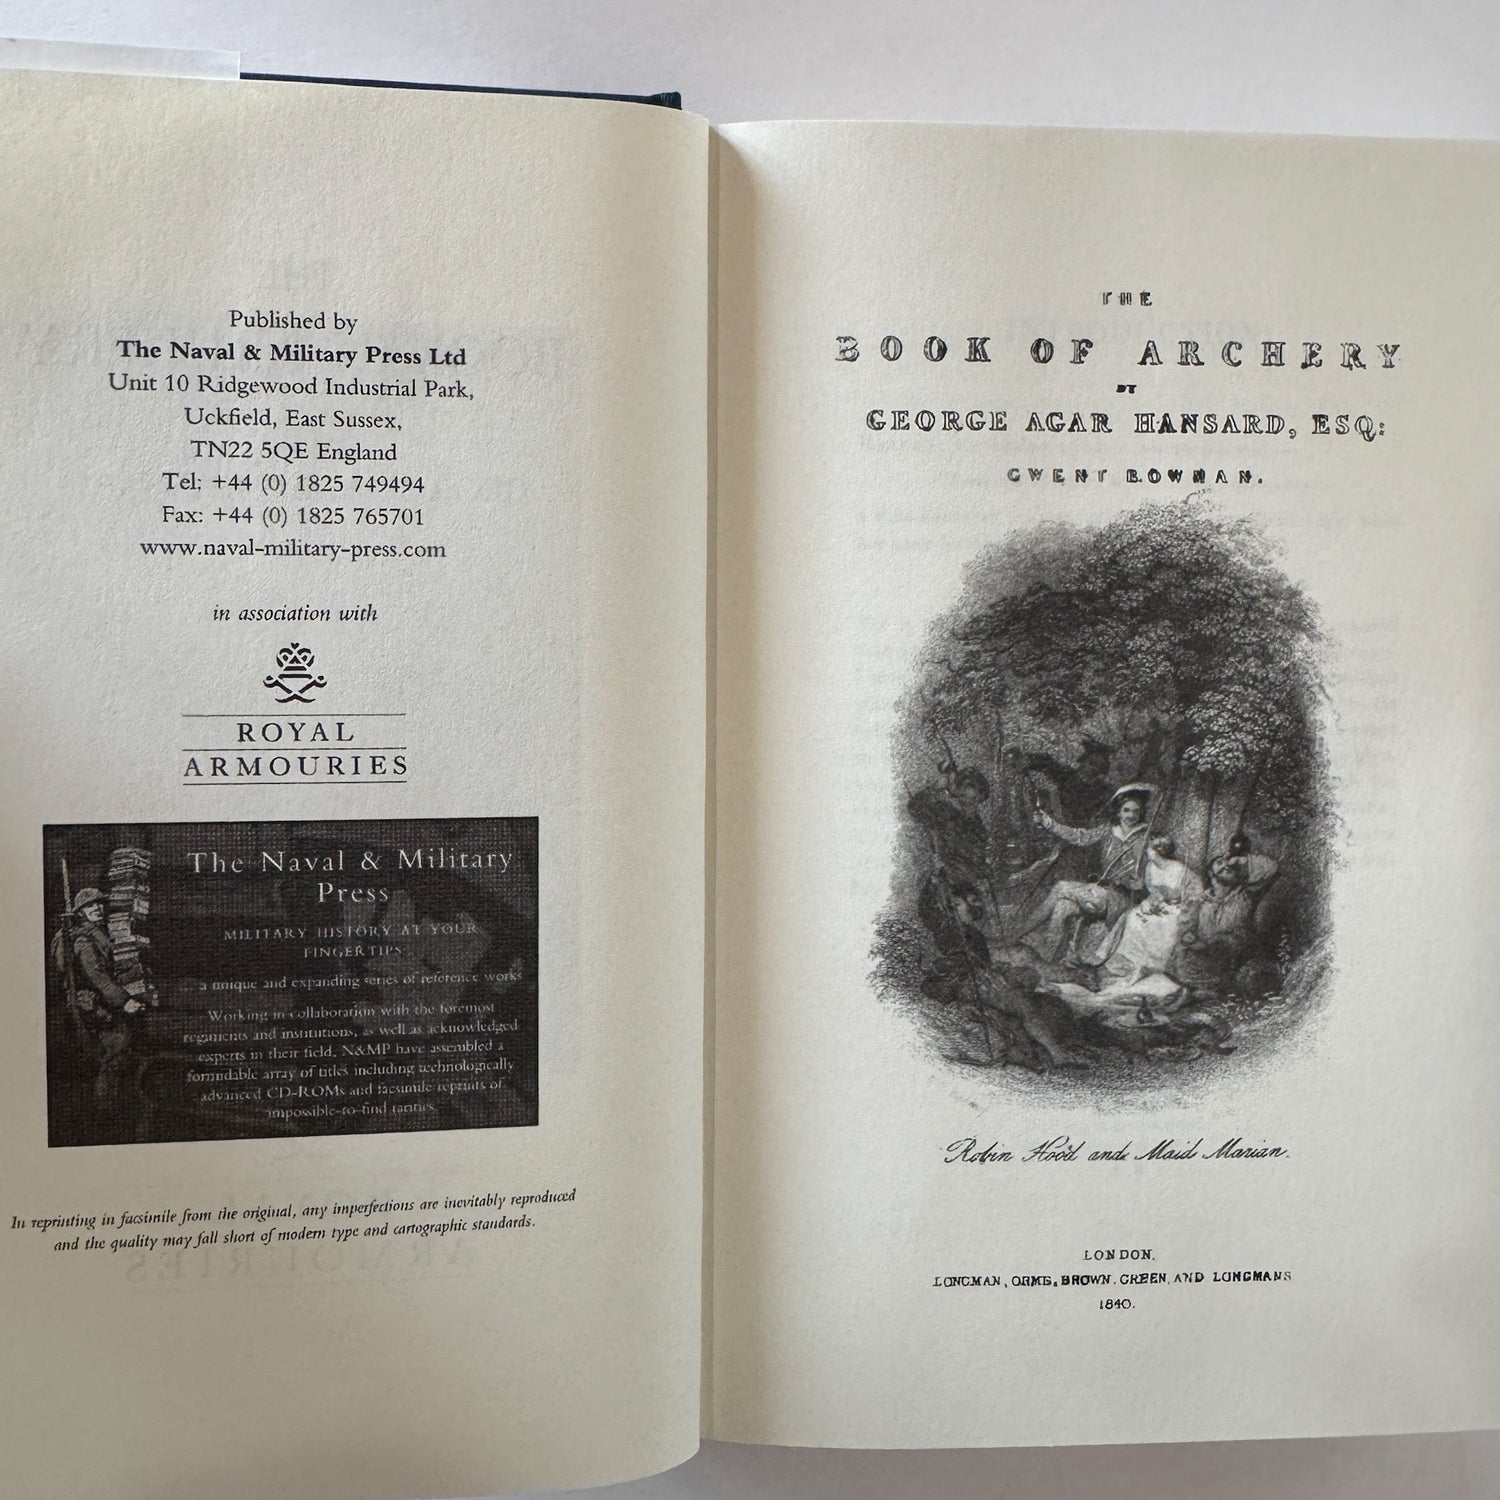 Published by
The Naval & Military Press Ltd
Unit 10 Ridgewood Industrial Park,
Uckfield, East Sussex,
TN22 5QE England
Tel: +44 (0) 1825 749494
Fax: +44 (0) 1825 765701
www.naval-military-press.com
in association with
ROYAL
ARMOURIES
The Naval & Military
Press
MILITARY HISTORY AT YOUR
FINGERTIPS
... a unique and expanding series of reference works
Working in collaboration with the foremost
regiments and institutions, as well as acknowledged
experts in their field, N&MP have assembled a
formidable array of titles including technologically
advanced CD-ROMs and facsimile reprints of
impossible-to-find rarities.
In reprinting in facsimile from the original, any imperfections are inevitably reproduced
and the quality may fall short of modern type and cartographic standards.
THE
BOOK OF ARCHERY
BY
GEORGE AGAR HANSARD, ESQ:
GWENT BOWMAN.
Robin Hood and Maid Marian.
LONDON,
LONGMAN, ORME, BROWN, GREEN, AND LONGMANS
1840.